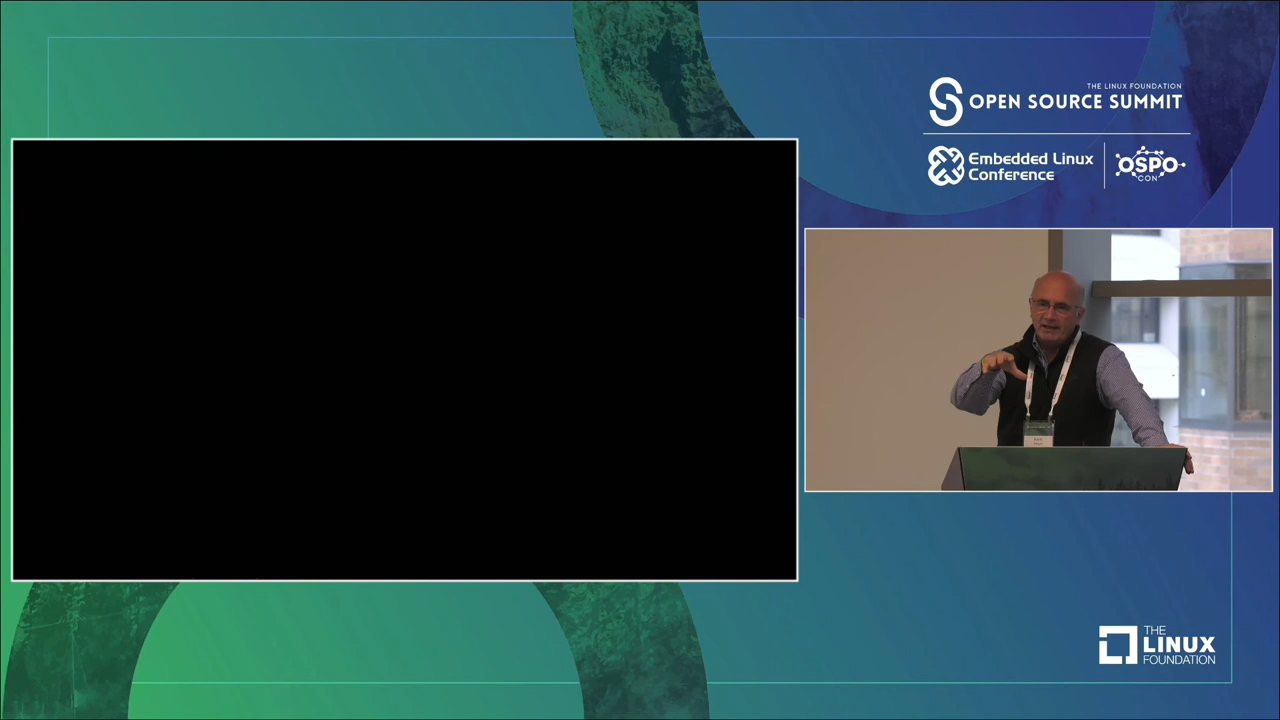 THE LINUX FOUNDATION
OPEN SOURCE SUMMIT
Embedded Linux
Conference
OSPO
CON
THE
LINUX
FOUNDATION